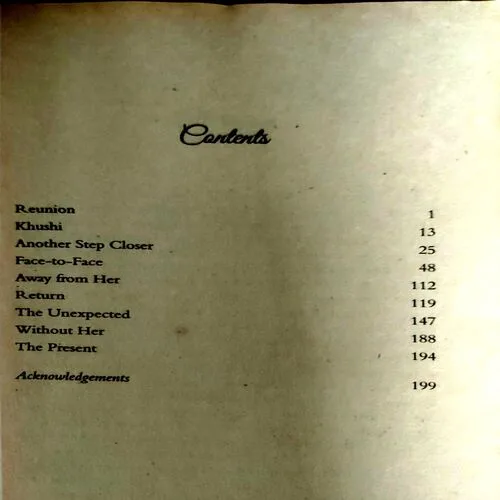 Contents
Reunion 1
Khushi 13
Another Step Closer 25
Face-to-Face 48
Away from Her 112
Return 119
The Unexpected 147
Without Her 188
The Present 194
Acknowledgements 199